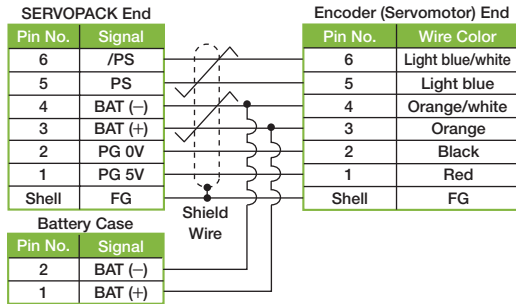 SERVOPACK End
Pin No. Signal
6 /PS
5 PS
4 BAT (−)
3 BAT (+)
2 PG 0V
1 PG 5V
Shell FG
Shield
Wire
Encoder (Servomotor) End
Pin No. Wire Color
6 Light blue/white
5 Light blue
4 Orange/white
3 Orange
2 Black
1 Red
Shell FG
Battery Case
Pin No. Signal
2 BAT (−)
1 BAT (+)